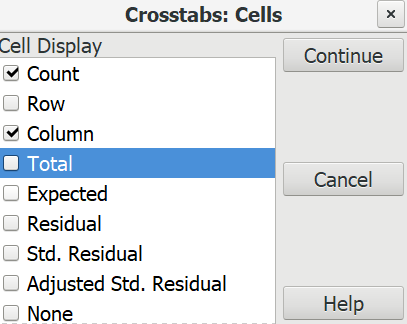 Crosstabs: Cells
Cell Display
Count
Row
Column
Total
Expected
Residual
Std. Residual
Adjusted Std. Residual
None
Continue
Cancel
Help